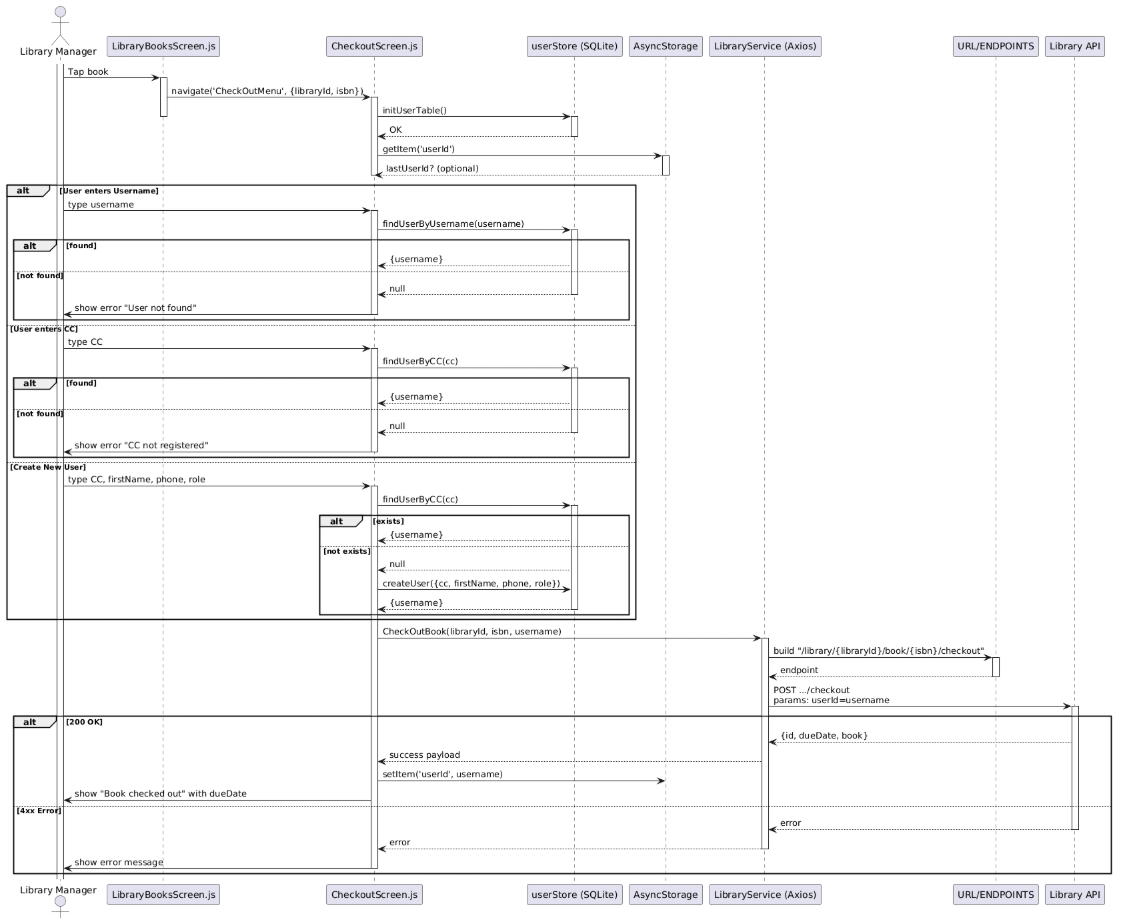 Library Manager
LibraryBooksScreen.js
CheckoutScreen.js
userStore (SQLite)
AsyncStorage
LibraryService (Axios)
URL/ENDPOINTS
Library API
Tap book
navigate('CheckOutMenu', {libraryId, isbn})
initUserTable()
OK
getItem('userId')
lastUserId? (optional)
alt [User enters Username]
type username
findUserByUsername(username)
alt [found]
{username}
[not found]
null
show error "User not found"
[User enters CC]
type CC
findUserByCC(cc)
alt [found]
{username}
[not found]
null
show error "CC not registered"
[Create New User]
type CC, firstName, phone, role
findUserByCC(cc)
alt [exists]
{username}
[not exists]
null
createUser({cc, firstName, phone, role})
{username}
CheckOutBook(libraryId, isbn, username)
build "/library/{libraryId}/book/{isbn}/checkout"
endpoint
POST .../checkout
params: userId=username
alt [200 OK]
{id, dueDate, book}
success payload
setItem('userId', username)
show "Book checked out" with dueDate
[4xx Error]
error
error
show error message
Library Manager
LibraryBooksScreen.js
CheckoutScreen.js
userStore (SQLite)
AsyncStorage
LibraryService (Axios)
URL/ENDPOINTS
Library API